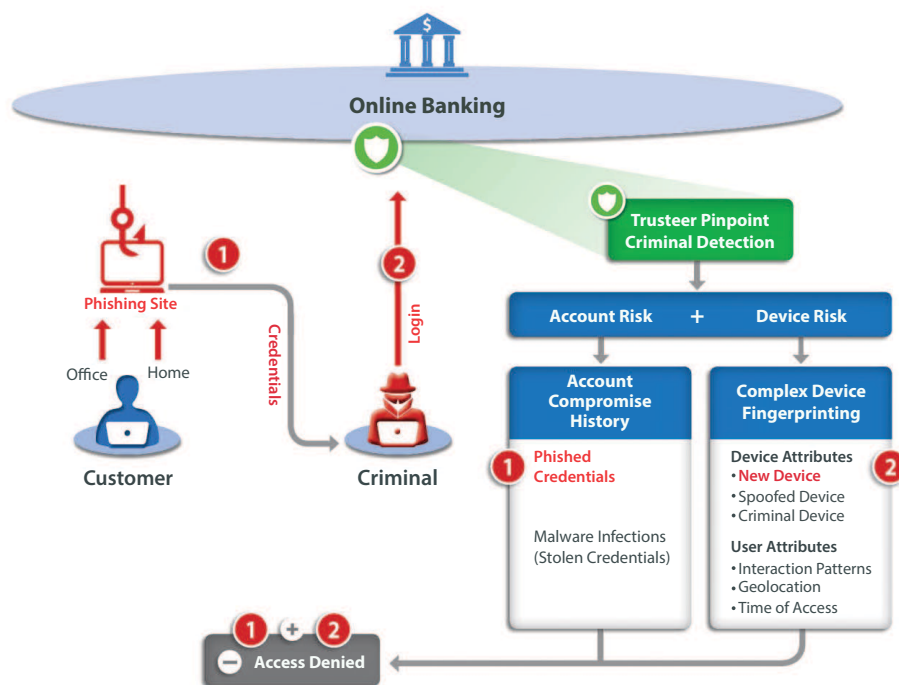 $
Online Banking
Trusteer Pinpoint
Criminal Detection
1
2
Phishing Site
Credentials
Login
Office
Home
Customer
Criminal
Account Risk + Device Risk
Account
Compromise
History
Complex Device
Fingerprinting
1
Phished
Credentials
Malware Infections
(Stolen Credentials)
2
Device Attributes
• New Device
• Spoofed Device
• Criminal Device
User Attributes
• Interaction Patterns
• Geolocation
• Time of Access
1 + 2
Access Denied